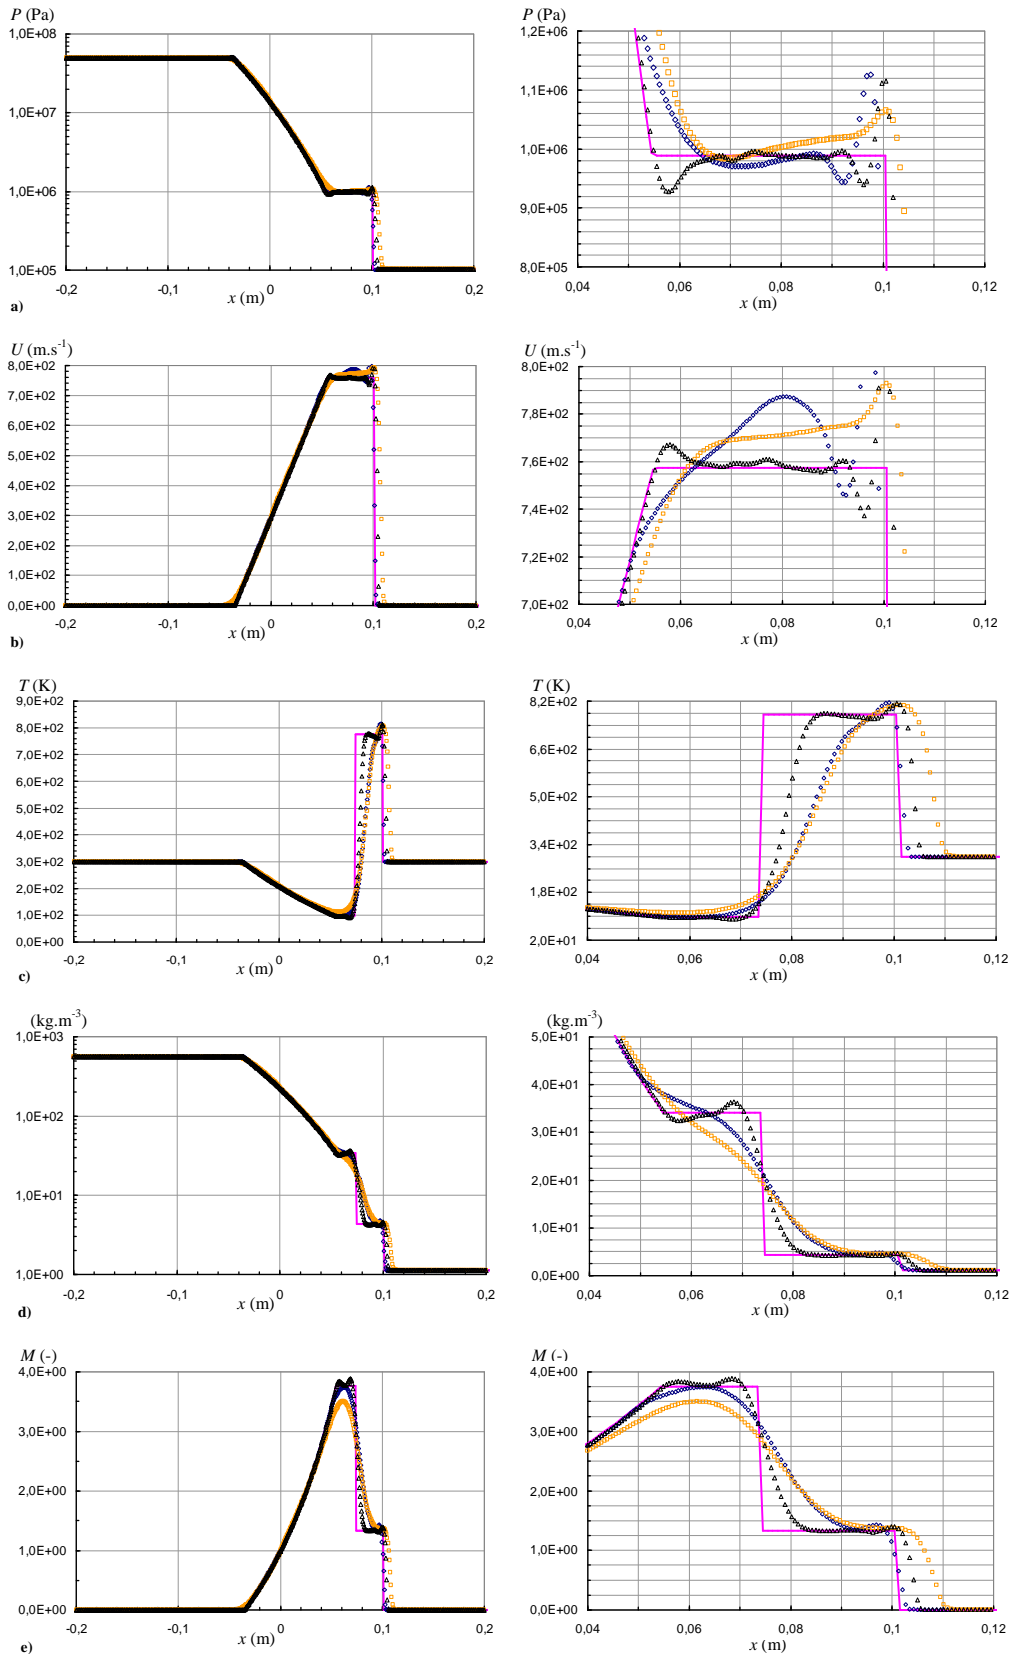 P (Pa)
1,0E+08
1,0E+07
1,0E+06
1,0E+05
-0,2 -0,1 0 0,1 0,2
x (m)
a)
P (Pa)
1,2E+06
1,1E+06
1,0E+06
9,0E+05
8,0E+05
0,04 0,06 0,08 0,1 0,12
x (m)
U (m.s-1)
8,0E+02
7,0E+02
6,0E+02
5,0E+02
4,0E+02
3,0E+02
2,0E+02
1,0E+02
0,0E+00
-0,2 -0,1 0 0,1 0,2
x (m)
b)
U (m.s-1)
8,0E+02
7,8E+02
7,6E+02
7,4E+02
7,2E+02
7,0E+02
0,04 0,06 0,08 0,1 0,12
x (m)
T (K)
9,0E+02
8,0E+02
7,0E+02
6,0E+02
5,0E+02
4,0E+02
3,0E+02
2,0E+02
1,0E+02
0,0E+00
-0,2 -0,1 0 0,1 0,2
x (m)
c)
T (K)
8,2E+02
6,6E+02
5,0E+02
3,4E+02
1,8E+02
2,0E+01
0,04 0,06 0,08 0,1 0,12
x (m)
(kg.m-3)
1,0E+03
1,0E+02
1,0E+01
1,0E+00
-0,2 -0,1 0 0,1 0,2
x (m)
d)
(kg.m-3)
5,0E+01
4,0E+01
3,0E+01
2,0E+01
1,0E+01
0,0E+00
0,04 0,06 0,08 0,1 0,12
x (m)
M (-)
4,0E+00
3,0E+00
2,0E+00
1,0E+00
0,0E+00
-0,2 -0,1 0 0,1 0,2
x (m)
e)
M (-)
4,0E+00
3,0E+00
2,0E+00
1,0E+00
0,0E+00
0,04 0,06 0,08 0,1 0,12
x (m)